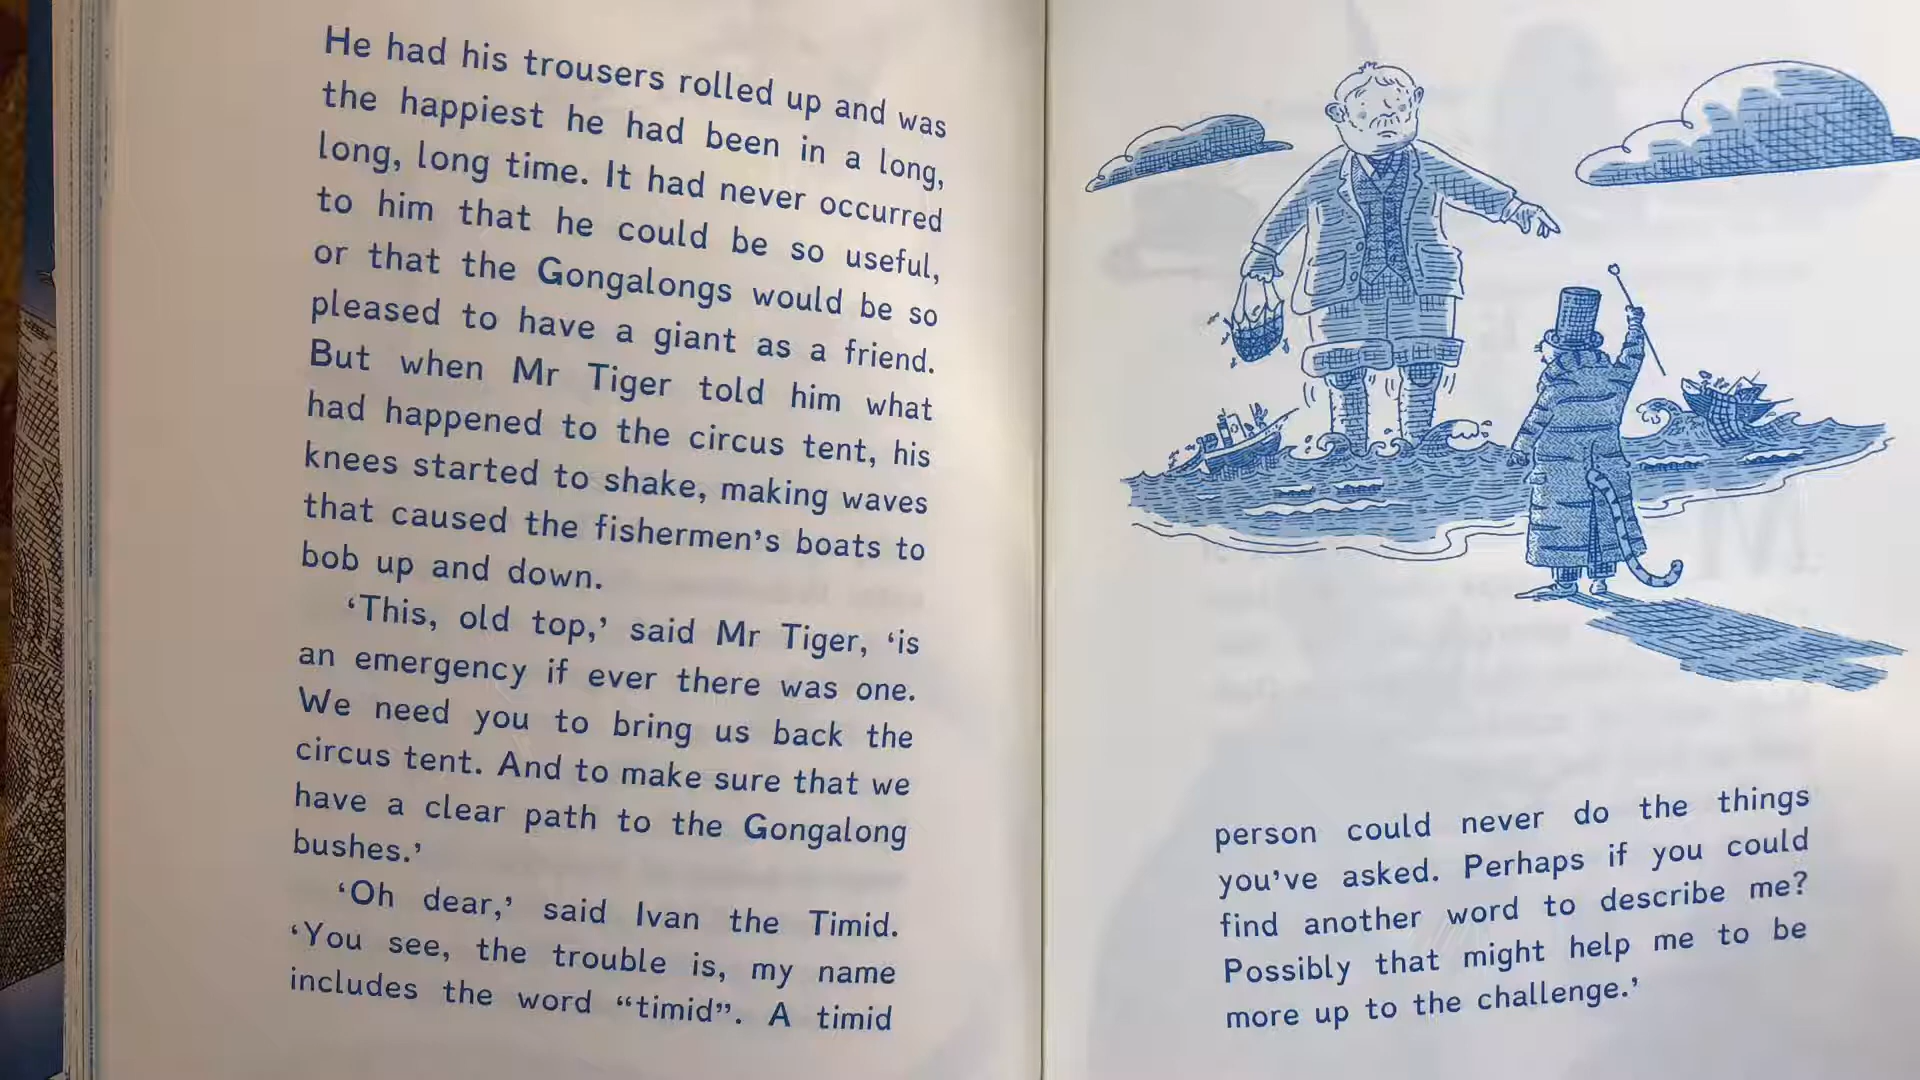 He had his trousers rolled up and was
the happiest he had been in a long,
long, long time. It had never occurred
to him that he could be so useful,
or that the Gongalongs would be so
pleased to have a giant as a friend.
But when Mr Tiger told him what
had happened to the circus tent, his
knees started to shake, making waves
that caused the fishermen’s boats to
bob up and down.
‘This, old top,’ said Mr Tiger, ‘is
an emergency if ever there was one.
We need you to bring us back the
circus tent. And to make sure that we
have a clear path to the Gongalong
bushes.’
‘Oh dear,’ said Ivan the Timid.
‘You see, the trouble is, my name
includes the word “timid”. A timid
person could never do the things
you’ve asked. Perhaps if you could
find another word to describe me?
Possibly that might help me to be
more up to the challenge.’